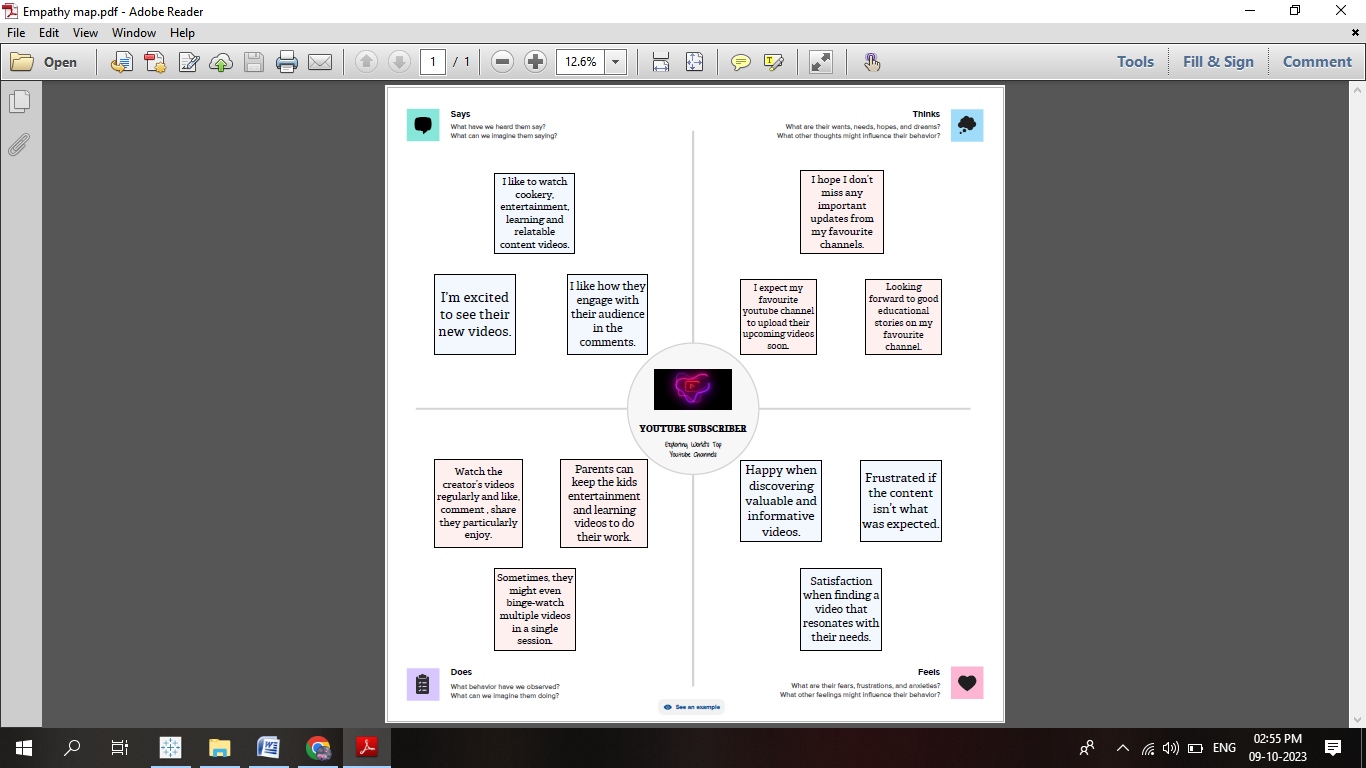 Empathy map.pdf - Adobe Reader
File Edit View Window Help
Open
1 / 1
12.6%
Tools Fill & Sign Comment
Says
What have we heard them say?
What can we imagine them saying?
Thinks
What are their wants, needs, hopes, and dreams?
What other thoughts might influence their behavior?
I like to watch
cookery,
entertainment,
learning and
relatable
content videos.
I'm excited
to see their
new videos.
I like how they
engage with
their audience
in the
comments.
I hope I don't
miss any
important
updates from
my favourite
channels.
I expect my
favourite
youtube channel
to upload their
upcoming videos
soon.
Looking
forward to good
educational
stories on my
favourite
channel.
YOUTUBE SUBSCRIBER
Exploring World's Top
Youtube Channels
Watch the
creator's videos
regularly and like,
comment , share
they particularly
enjoy.
Parents can
keep the kids
entertainment
and learning
videos to do
their work.
Sometimes, they
might even
binge-watch
multiple videos
in a single
session.
Happy when
discovering
valuable and
informative
videos.
Frustrated if
the content
isn't what
was expected.
Satisfaction
when finding a
video that
resonates with
their needs.
Does
What behavior have we observed?
What can we imagine them doing?
Feels
What are their fears, frustrations, and anxieties?
What other feelings might influence their behavior?
See an example
ENG
02:55 PM
09-10-2023